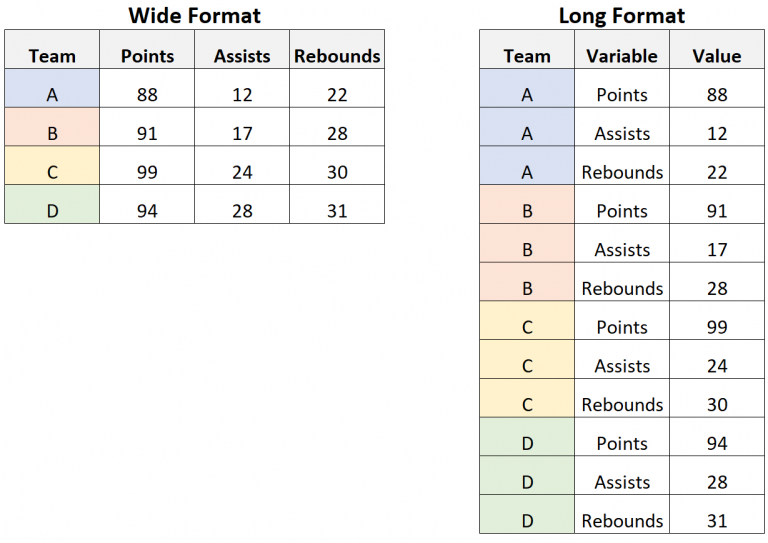 Wide Format
Team Points Assists Rebounds
A 88 12 22
B 91 17 28
C 99 24 30
D 94 28 31
Long Format
Team Variable Value
A Points 88
A Assists 12
A Rebounds 22
B Points 91
B Assists 17
B Rebounds 28
C Points 99
C Assists 24
C Rebounds 30
D Points 94
D Assists 28
D Rebounds 31